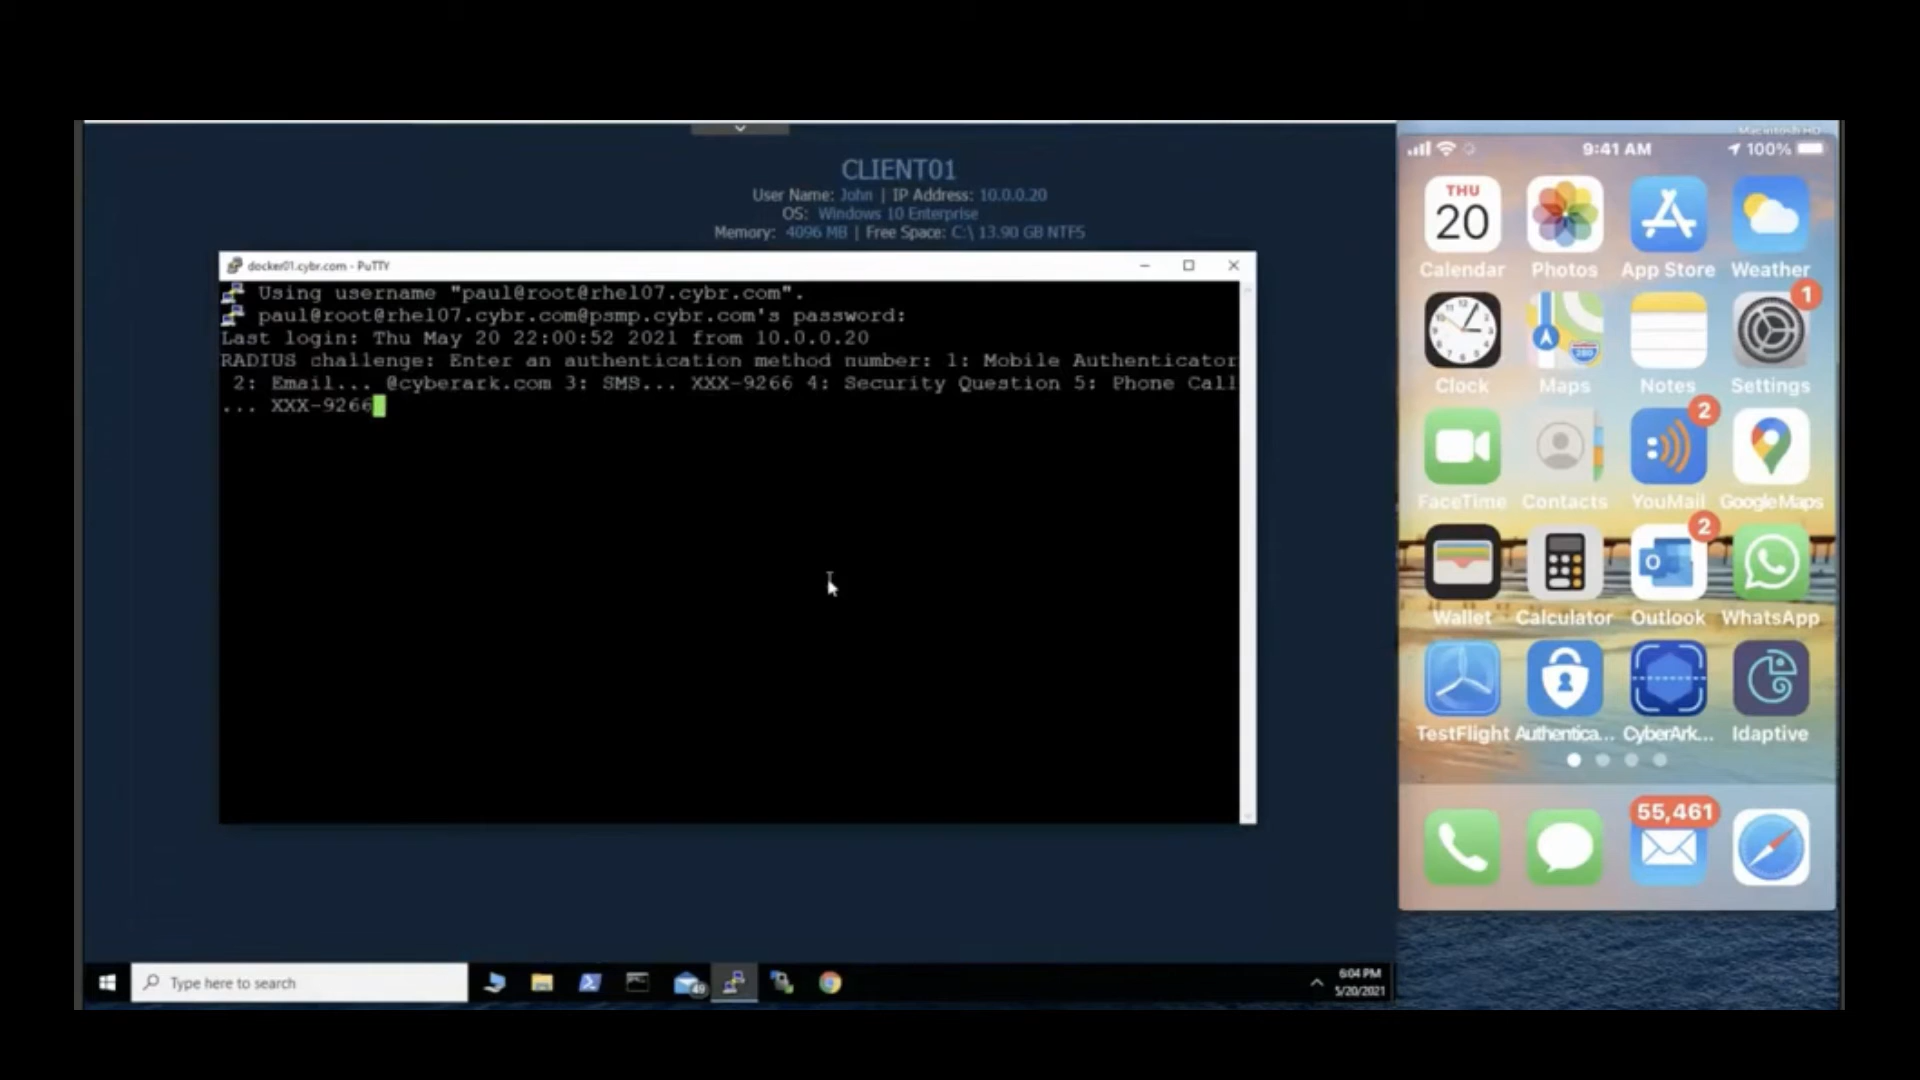 CLIENT01
User Name: John | IP Address: 10.0.0.20
OS: Windows 10 Enterprise
Memory: 4096 MB | Free Space: C:\ 13.90 GB NTFS
docker01.cybr.com - PuTTY
Using username "paul@root@rhel07.cybr.com".
paul@root@rhel07.cybr.com@psmp.cybr.com's password:
Last login: Thu May 20 22:00:52 2021 from 10.0.0.20
RADIUS challenge: Enter an authentication method number: 1: Mobile Authenticator
2: Email... @cyberark.com 3: SMS... XXX-9266 4: Security Question 5: Phone Call
... XXX-9266
Type here to search
49
6:04 PM
5/20/2021
Macintosh HD
9:41 AM
100%
THU
20
Calendar
Photos
App Store
Weather
280
1
Clock
Maps
Notes
Settings
2
FaceTime
Contacts
YouMail
Google Maps
2
Wallet
Calculator
Outlook
WhatsApp
TestFlight
Authentica...
CyberArk...
Idaptive
55,461